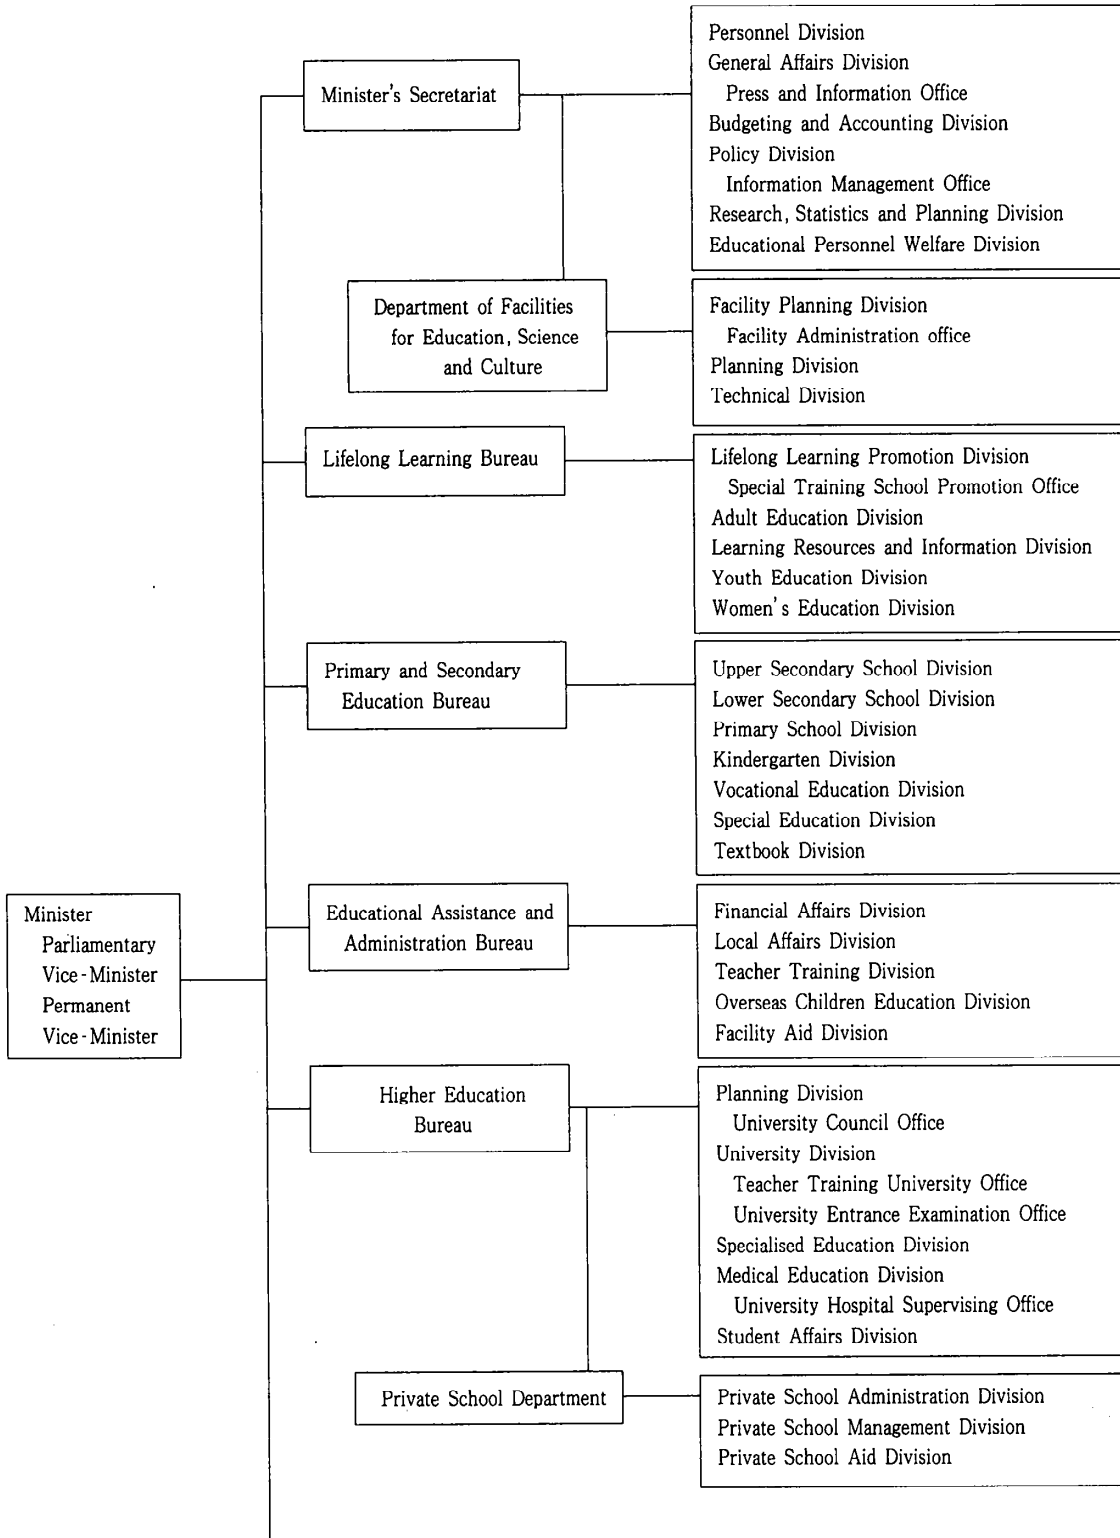 Minister's Secretariat
Personnel Division
General Affairs Division
Press and Information Office
Budgeting and Accounting Division
Policy Division
Information Management Office
Research, Statistics and Planning Division
Educational Personnel Welfare Division
Department of Facilities
for Education, Science
and Culture
Facility Planning Division
Facility Administration office
Planning Division
Technical Division
Lifelong Learning Bureau
Lifelong Learning Promotion Division
Special Training School Promotion Office
Adult Education Division
Learning Resources and Information Division
Youth Education Division
Women's Education Division
Primary and Secondary
Education Bureau
Upper Secondary School Division
Lower Secondary School Division
Primary School Division
Kindergarten Division
Vocational Education Division
Special Education Division
Textbook Division
Minister
Parliamentary
Vice-Minister
Permanent
Vice-Minister
Educational Assistance and
Administration Bureau
Financial Affairs Division
Local Affairs Division
Teacher Training Division
Overseas Children Education Division
Facility Aid Division
Higher Education
Bureau
Planning Division
University Council Office
University Division
Teacher Training University Office
University Entrance Examination Office
Specialised Education Division
Medical Education Division
University Hospital Supervising Office
Student Affairs Division
Private School Department
Private School Administration Division
Private School Management Division
Private School Aid Division